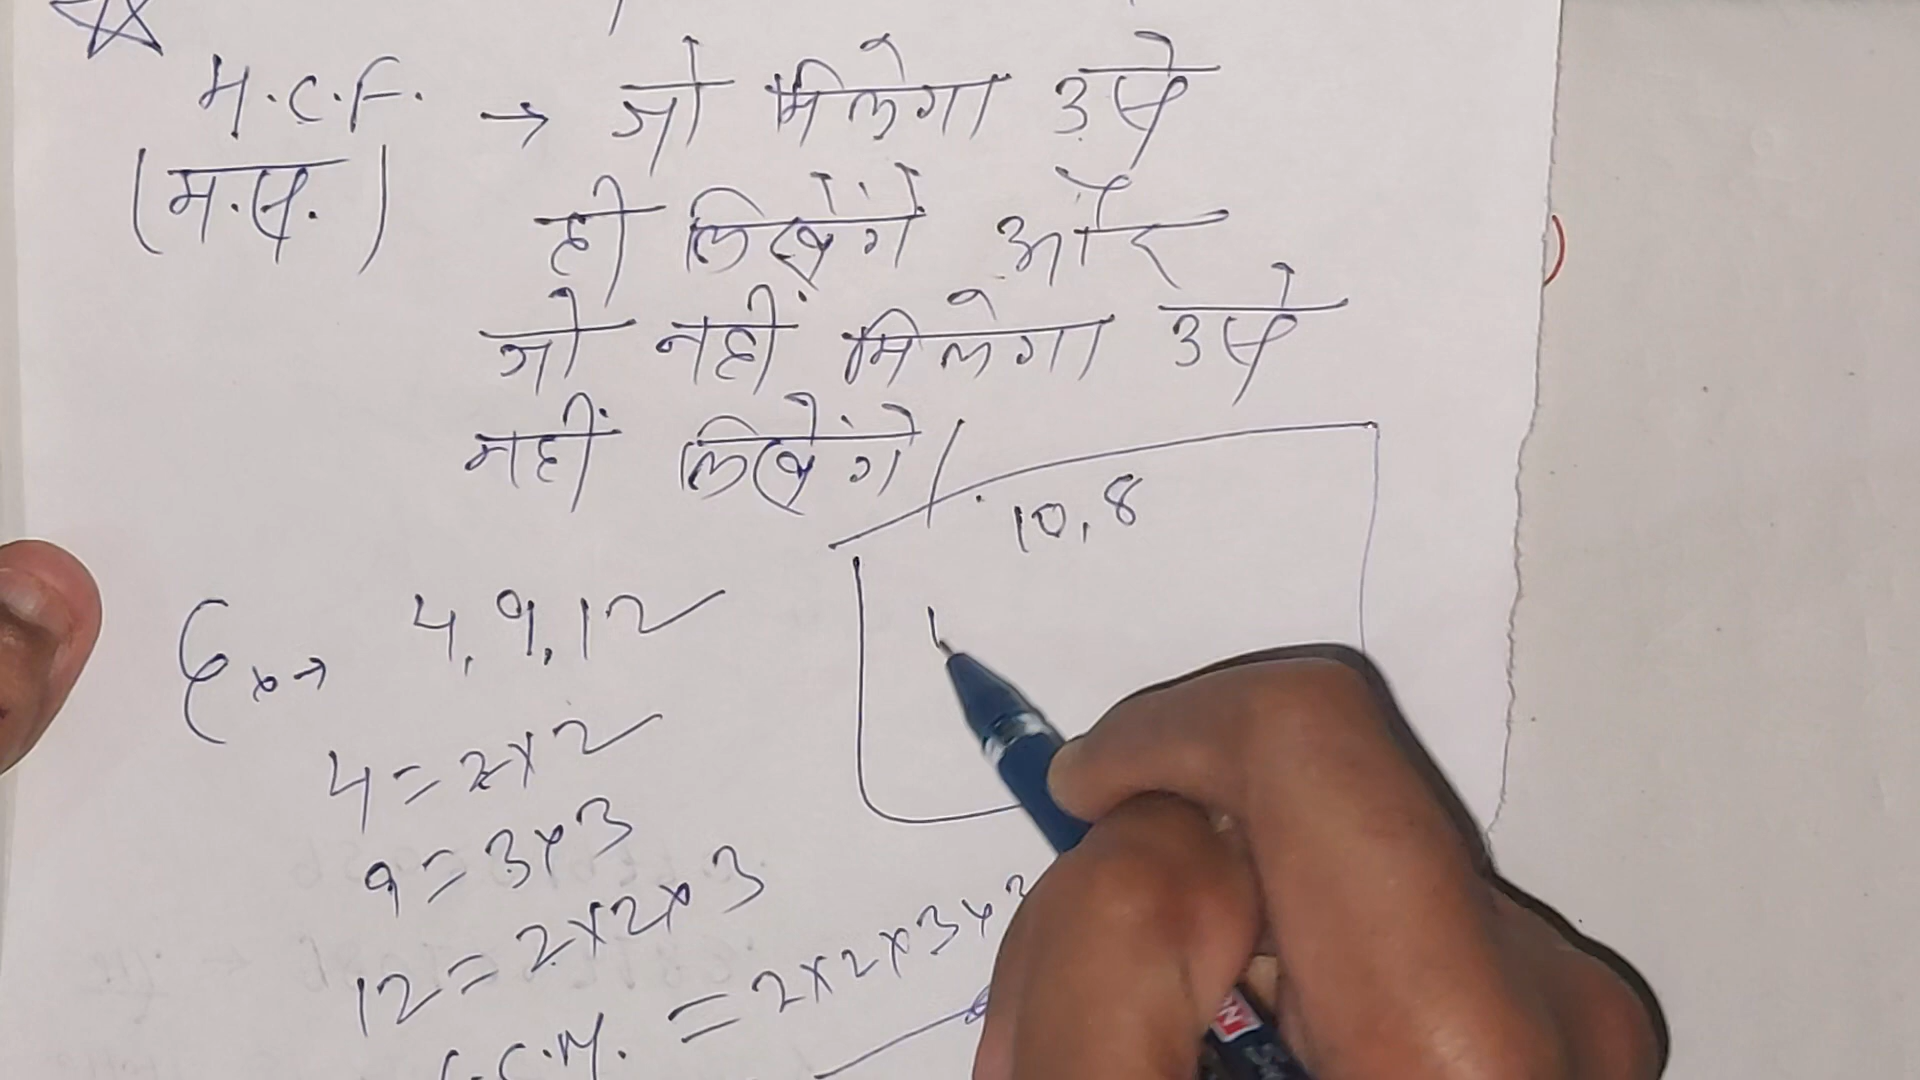 H.C.F. → जो मिलेगा उसे
(म.स.) ही लिखेंगे और
जो नहीं मिलेगा उसे
नहीं लिखेंगे।
10, 8
Ex→ 4, 9, 12
4 = 2×2
9 = 3×3
12 = 2×2×3
L.C.M. = 2×2×3×3